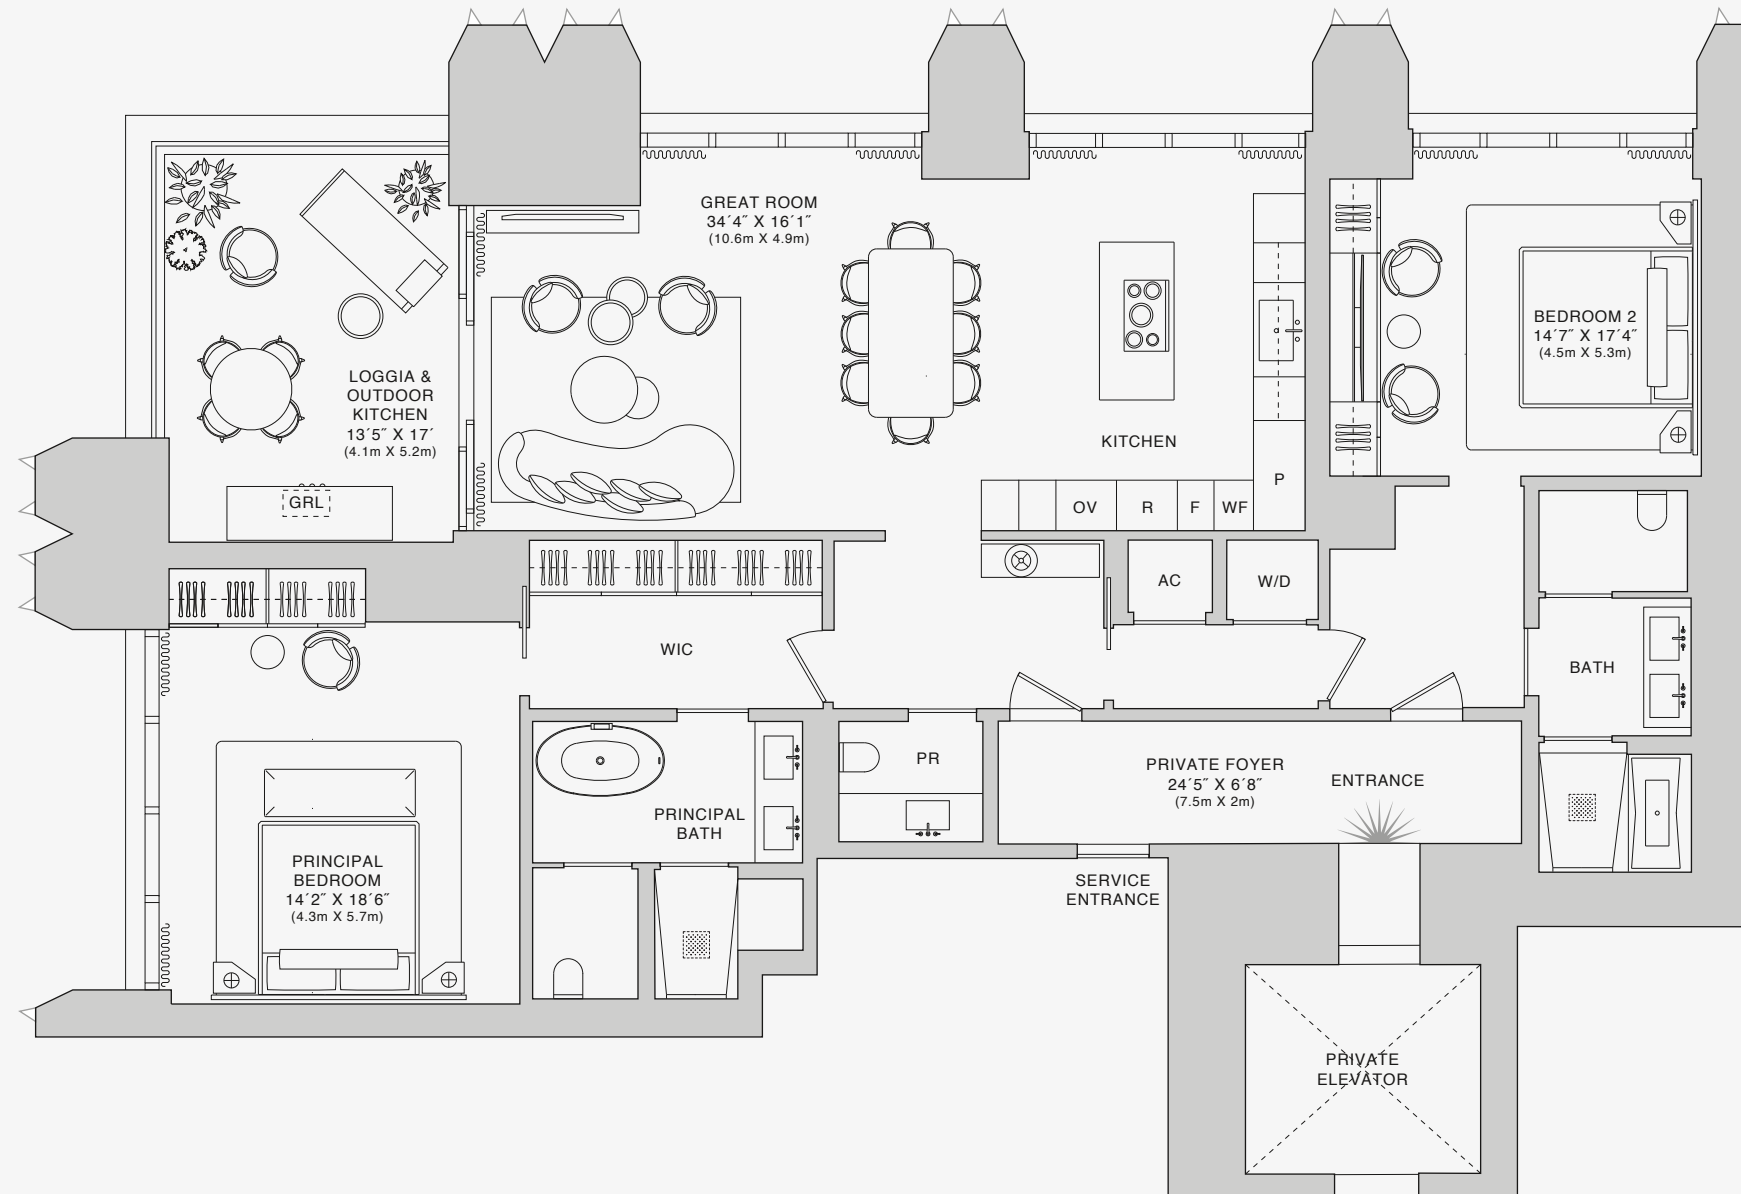 GREAT ROOM
34´4˝ X 16´1˝
(10.6m X 4.9m)
LOGGIA &
OUTDOOR
KITCHEN
13´5˝ X 17´
(4.1m X 5.2m)
GRL
KITCHEN
OV
R
F
WF
P
BEDROOM 2
14´7˝ X 17´4˝
(4.5m X 5.3m)
AC
W/D
WIC
BATH
PRINCIPAL
BATH
PR
PRIVATE FOYER
24´5˝ X 6´8˝
(7.5m X 2m)
ENTRANCE
PRINCIPAL
BEDROOM
14´2˝ X 18´6˝
(4.3m X 5.7m)
SERVICE
ENTRANCE
PRIVATE
ELEVATOR